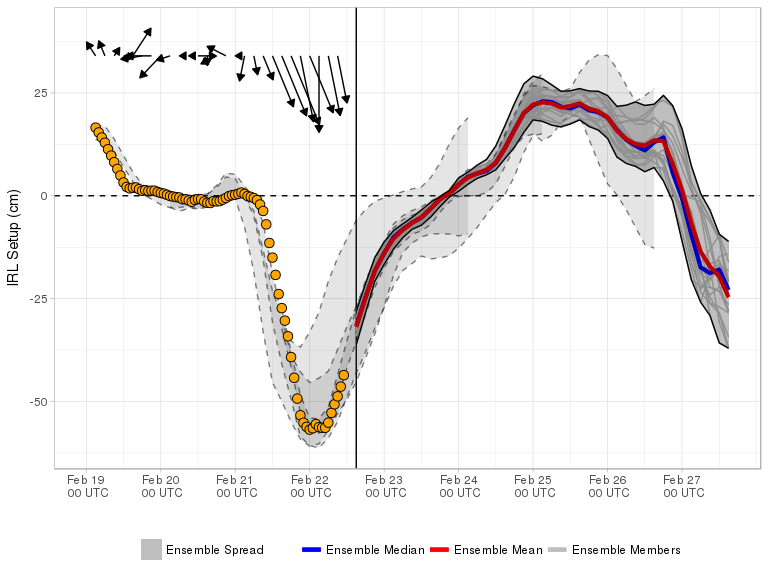 IRL Setup (cm)
25
0
-25
-50
Feb 19 Feb 20 Feb 21 Feb 22 Feb 23 Feb 24 Feb 25 Feb 26 Feb 27
00 UTC 00 UTC 00 UTC 00 UTC 00 UTC 00 UTC 00 UTC 00 UTC 00 UTC
Ensemble Spread Ensemble Median Ensemble Mean Ensemble Members